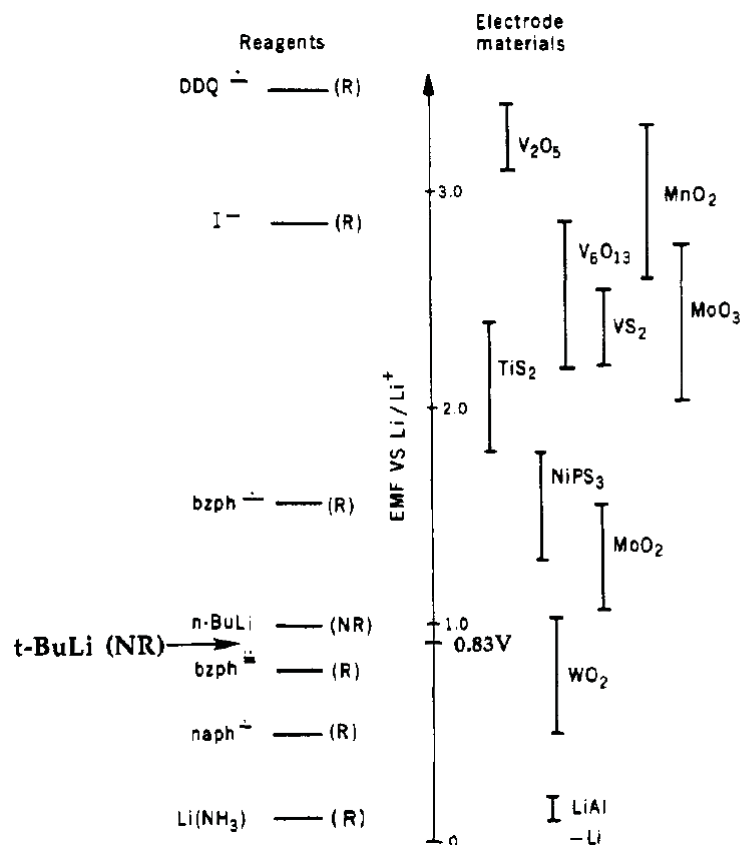 Reagents
Electrode
materials
DDQ ∸ (R)
V₂O₅
3.0
MnO₂
I⁻ (R)
V₆O₁₃
MoO₃
VS₂
TiS₂
2.0
EMF VS Li/Li⁺
NiPS₃
bzph ∸ (R)
MoO₂
n-BuLi (NR) 1.0
t-BuLi (NR) 0.83V
bzph (R)
WO₂
naph ∸ (R)
Li(NH₃) (R)
LiAl
0 –Li